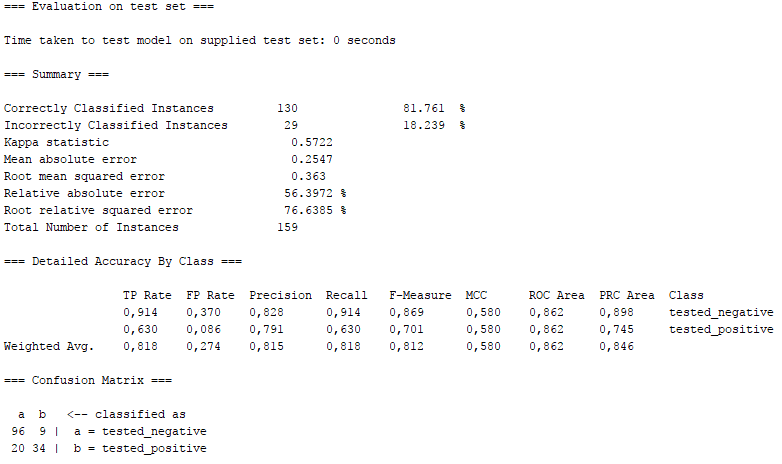 === Evaluation on test set ===
Time taken to test model on supplied test set: 0 seconds
=== Summary ===
Correctly Classified Instances 130 81.761 %
Incorrectly Classified Instances 29 18.239 %
Kappa statistic 0.5722
Mean absolute error 0.2547
Root mean squared error 0.363
Relative absolute error 56.3972 %
Root relative squared error 76.6385 %
Total Number of Instances 159
=== Detailed Accuracy By Class ===
TP Rate FP Rate Precision Recall F-Measure MCC ROC Area PRC Area Class
0,914 0,370 0,828 0,914 0,869 0,580 0,862 0,898 tested_negative
0,630 0,086 0,791 0,630 0,701 0,580 0,862 0,745 tested_positive
Weighted Avg. 0,818 0,274 0,815 0,818 0,812 0,580 0,862 0,846
=== Confusion Matrix ===
a b <-- classified as
96 9 | a = tested_negative
20 34 | b = tested_positive